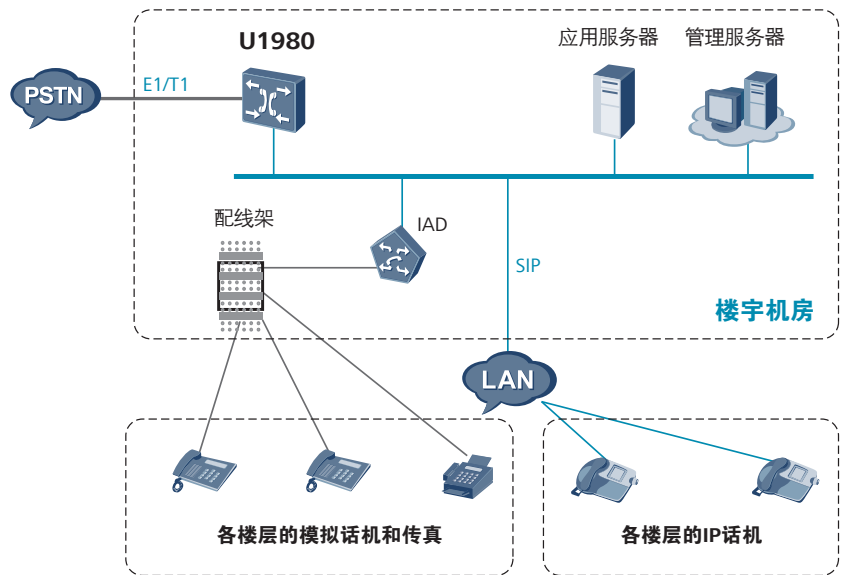 U1980
应用服务器
管理服务器
PSTN
E1/T1
配线架
IAD
SIP
楼宇机房
LAN
各楼层的模拟话机和传真
各楼层的IP话机